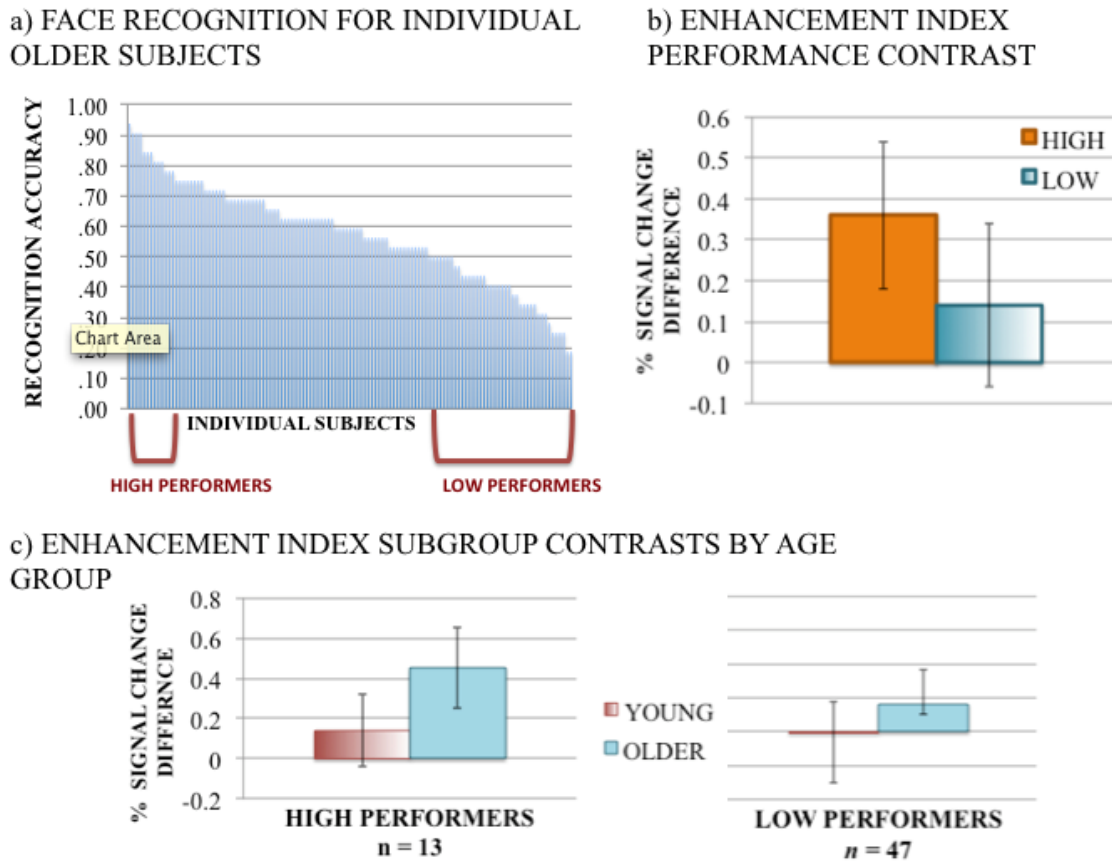 a) FACE RECOGNITION FOR INDIVIDUAL
OLDER SUBJECTS
RECOGNITION ACCURACY
1.00
.90
.80
.70
.60
.50
.40
.30
Chart Area
.20
.10
.00
INDIVIDUAL SUBJECTS
HIGH PERFORMERS
LOW PERFORMERS
b) ENHANCEMENT INDEX
PERFORMANCE CONTRAST
% SIGNAL CHANGE
DIFFERENCE
0.6
0.5
0.4
0.3
0.2
0.1
0
-0.1
HIGH
LOW
c) ENHANCEMENT INDEX SUBGROUP CONTRASTS BY AGE
GROUP
% SIGNAL CHANGE
DIFFERNCE
0.8
0.6
0.4
0.2
0
-0.2
HIGH PERFORMERS
n = 13
YOUNG
OLDER
LOW PERFORMERS
n = 47